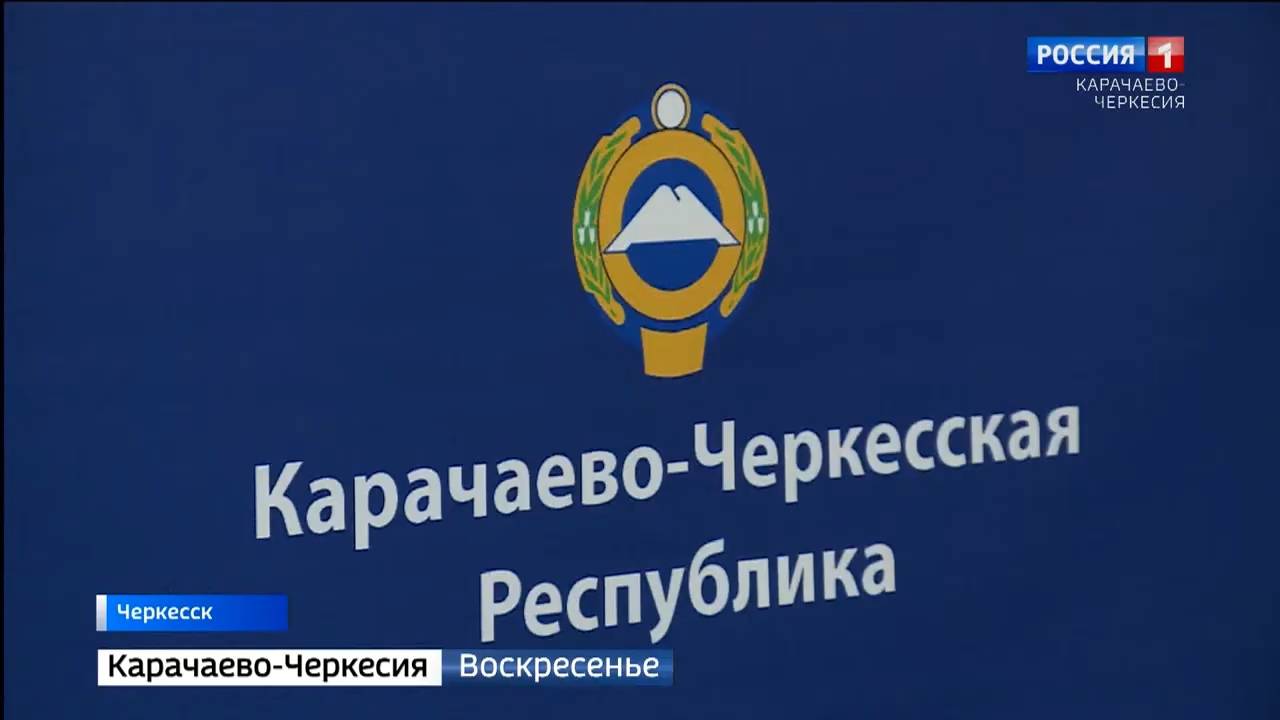 РОССИЯ 1
КАРАЧАЕВО-
ЧЕРКЕСИЯ
Карачаево-Черкесская
Республика
Черкесск
Карачаево-Черкесия Воскресенье